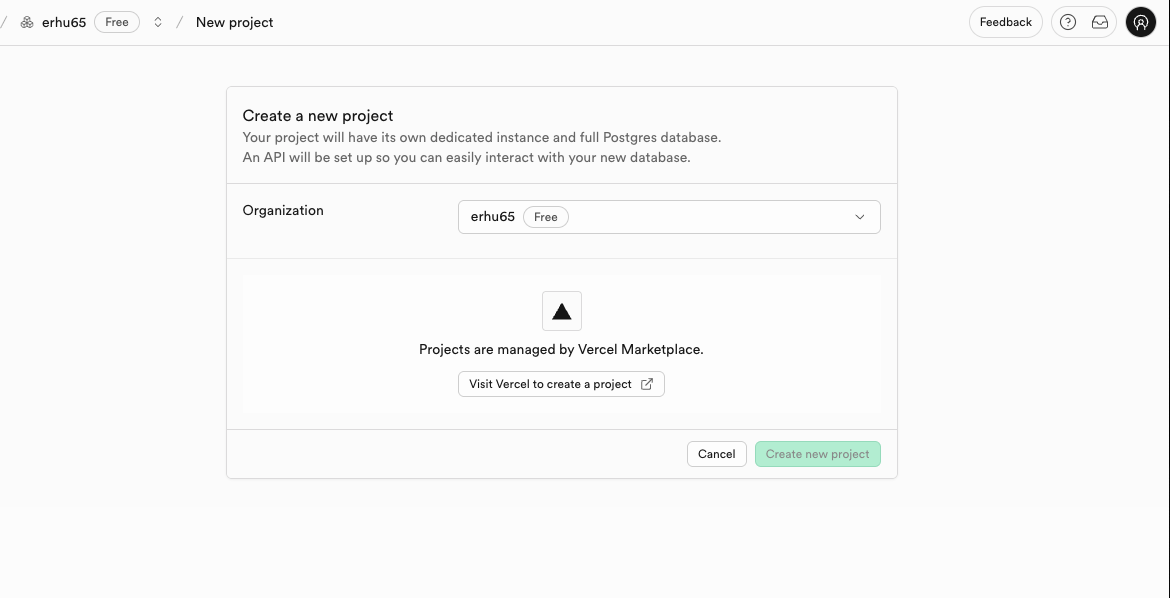 / erhu65 Free / New project Feedback
Create a new project
Your project will have its own dedicated instance and full Postgres database.
An API will be set up so you can easily interact with your new database.
Organization erhu65 Free
Projects are managed by Vercel Marketplace.
Visit Vercel to create a project
Cancel Create new project